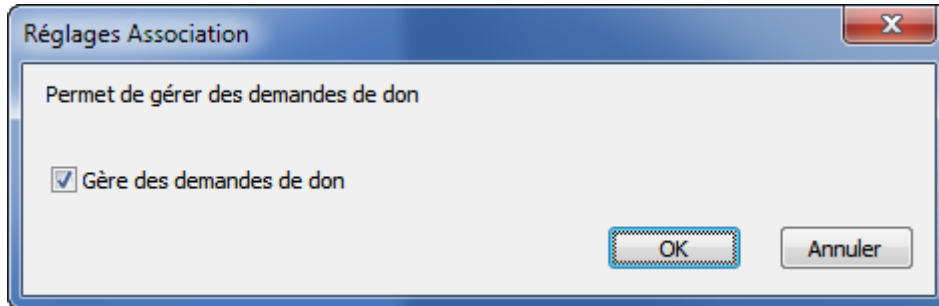 Réglages Association
Permet de gérer des demandes de don
Gère des demandes de don
OK Annuler